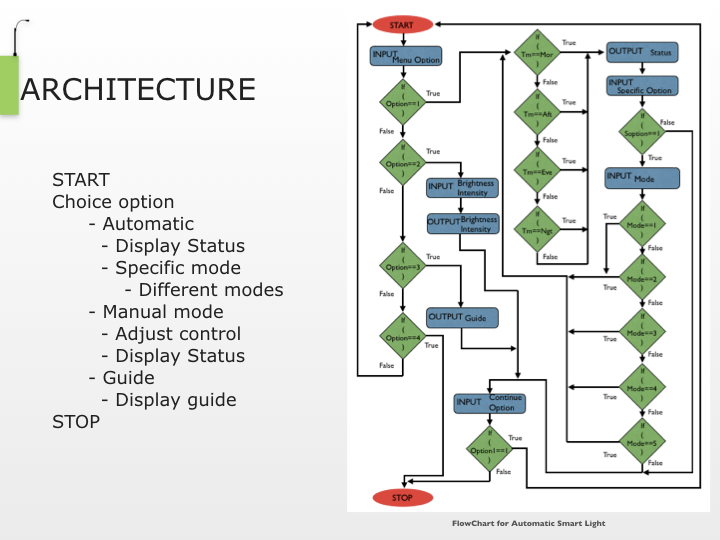 ARCHITECTURE
START
Choice option
- Automatic
- Display Status
- Specific mode
- Different modes
- Manual mode
- Adjust control
- Display Status
- Guide
- Display guide
STOP
START
INPUT Menu Option
If
(
Option==1
)
True
False
If
(
Option==2
)
True
False
INPUT Brightness
Intensity
OUTPUT Brightness
Intensity
If
(
Option==3
)
True
False
OUTPUT Guide
If
(
Option==4
)
True
False
INPUT Continue
Option
If
(
Option1==1
)
True
False
STOP
If
(
Tm==Mor
)
True
False
If
(
Tm==Aft
)
True
False
If
(
Tm==Eve
)
True
False
If
(
Tm==Ngt
)
True
False
OUTPUT Status
INPUT
Specific Option
If
(
Soption==1
)
False
True
INPUT Mode
If
(
Mode==1
)
True
False
If
(
Mode==2
)
True
False
If
(
Mode==3
)
True
False
If
(
Mode==4
)
True
False
If
(
Mode==5
)
True
False
FlowChart for Automatic Smart Light